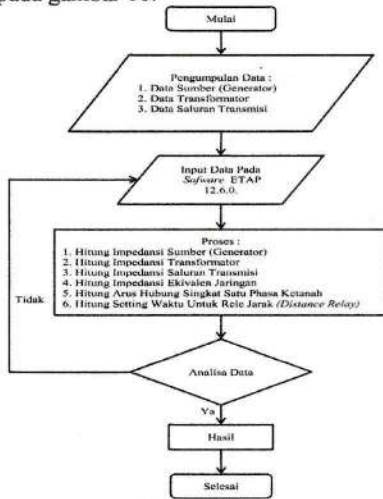 pada gambar
Mulai
Pengumpulan Data :
1. Data Sumber (Generator)
2. Data Transformator
3. Data Saluran Transmisi
Input Data Pada
Sofware ETAP
12.6.0.
Proses :
1. Hitung Impedansi Sumber (Generator)
2. Hitung Impedansi Transformator
3. Hitung Impedansi Saluran Transmisi
4. Hitung Impedansi Ekivalen Jaringan
5. Hitung Arus Hubung Singkat Satu Phasa Ketanah
6. Hitung Setting Waktu Untuk Rele Jarak (Distance Relay)
Tidak
Analisa Data
Ya
Hasil
Selesai